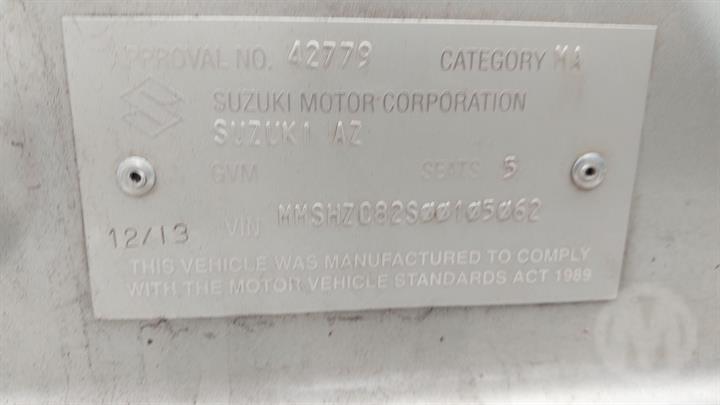 APPROVAL NO. 42779 CATEGORY MA
SUZUKI MOTOR CORPORATION
SUZUKI AZ
GVM SEATS 5
12/13 VIN MMSHZC82S00105062
THIS VEHICLE WAS MANUFACTURED TO COMPLY
WITH THE MOTOR VEHICLE STANDARDS ACT 1989
M